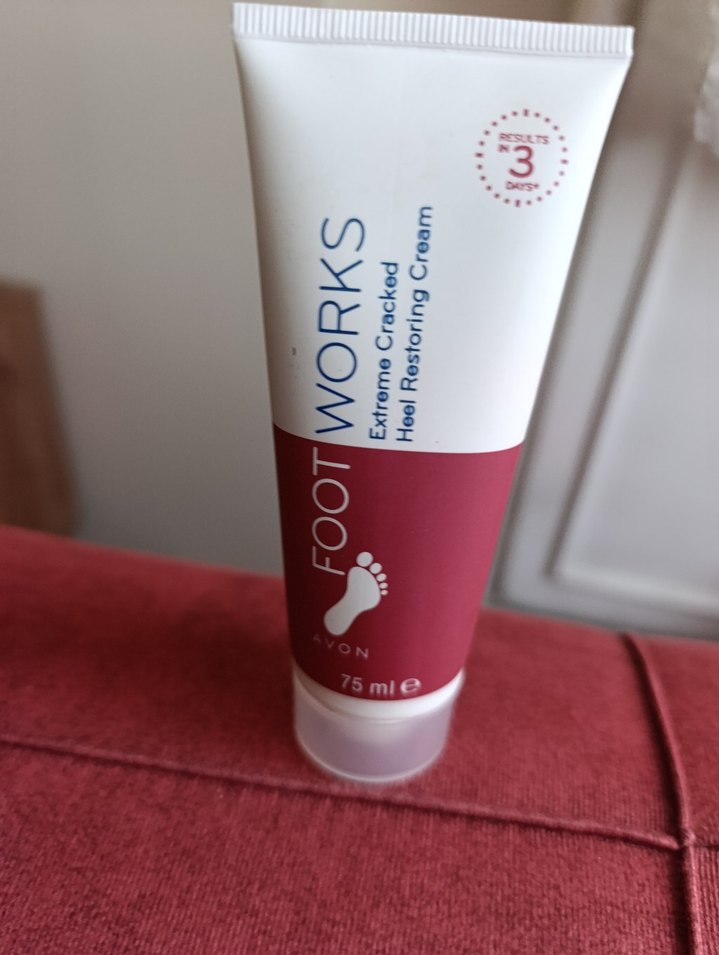 RESULTS
IN 3
DAYS*
FOOT WORKS
Extreme Cracked
Heel Restoring Cream
AVON
75 ml ℮